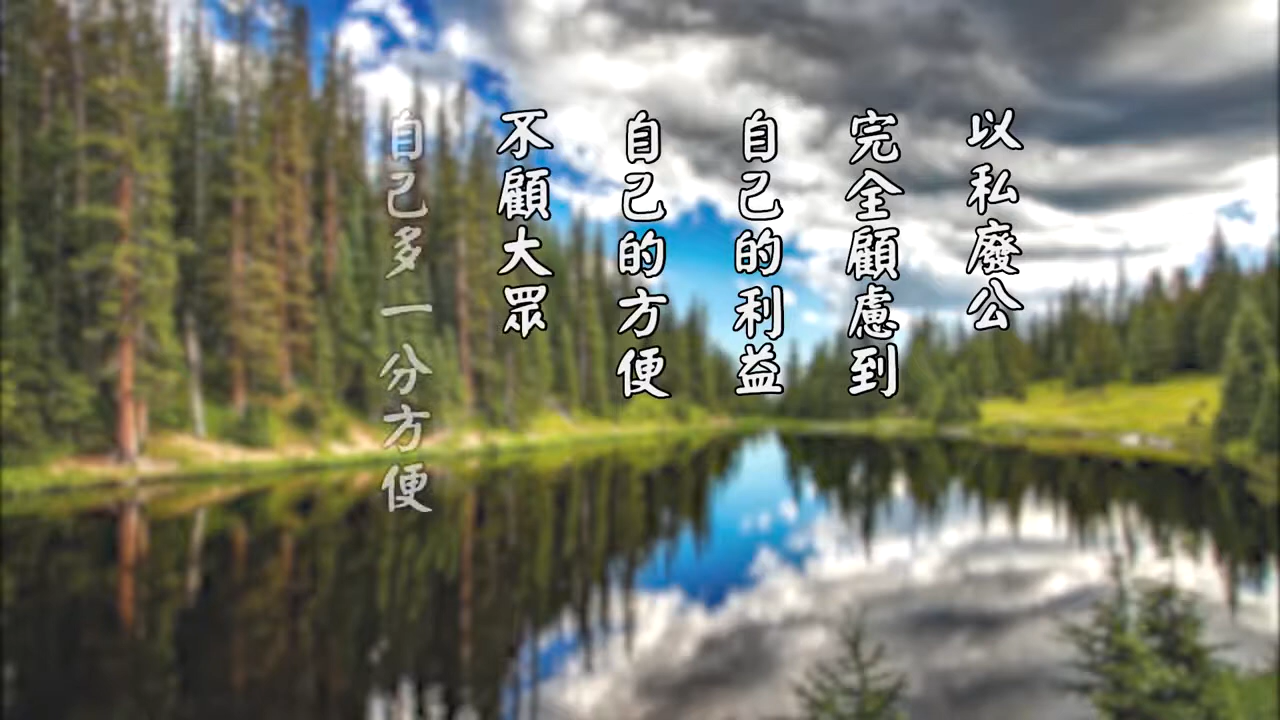 以私廢公
完全顧慮到
自己的利益
自己的方便
不顧大眾
自己多一分方便